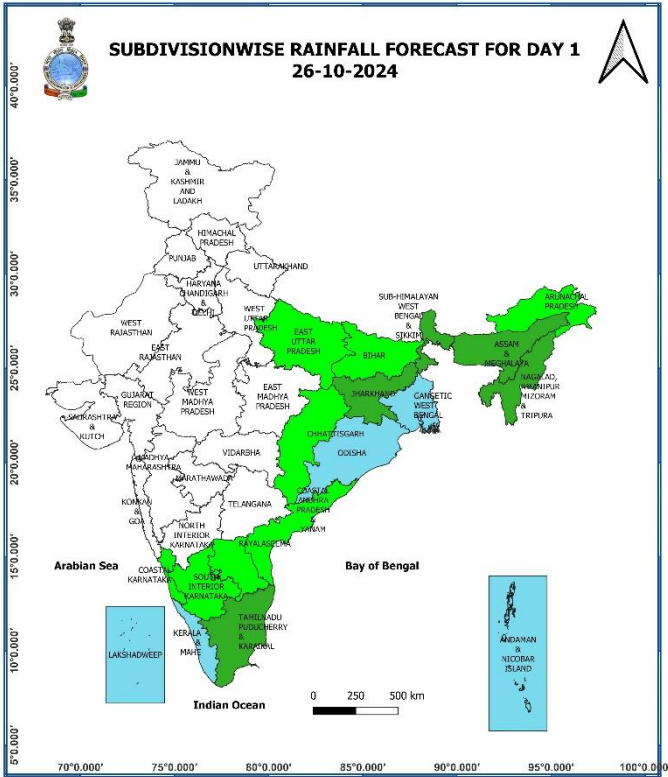 SUBDIVISIONWISE RAINFALL FORECAST FOR DAY 1
26-10-2024
40°0.000'
35°0.000'
30°0.000'
25°0.000'
20°0.000'
15°0.000'
10°0.000'
5°0.000'
JAMMU
&
KASHMIR
AND
LADAKH
HIMACHAL
PRADESH
PUNJAB
UTTARAKHAND
HARYANA
CHANDIGARH
&
DELHI
WEST
UTTAR
PRADESH
SUB-HIMALAYAN
WEST
BENGAL
&
SIKKIM
ARUNACHAL
PRADESH
WEST
RAJASTHAN
EAST
RAJASTHAN
EAST
UTTAR
PRADESH
BIHAR
ASSAM
&
MEGHALAYA
NAGALAD,
MANIPUR
MIZORAM
&
TRIPURA
SAURASHTRA
&
KUTCH
GUJARAT
REGION
WEST
MADHYA
PRADESH
EAST
MADHYA
PRADESH
JHARKHAND
GANGETIC
WEST
BENGAL
CHHATTISGARH
ODISHA
MADHYA
MAHARASHTRA
VIDARBHA
MARATHAWADA
KONKAN
&
GOA
TELANGANA
COASTAL
ANDHRA
PRADESH
&
YANAM
NORTH
INTERIOR
KARNATAKA
RAYALASEEMA
Arabian Sea
COASTAL
KARNATAKA
SOUTH
INTERIOR
KARNATAKA
Bay of Bengal
LAKSHADWEEP
KERALA
&
MAHE
TAMILNADU
PUDUCHERRY
&
KARAIKAL
ANDAMAN
&
NICOBAR
ISLAND
Indian Ocean
0 250 500 km
70°0.000' 75°0.000' 80°0.000' 85°0.000' 90°0.000' 95°0.000' 100°0.000'